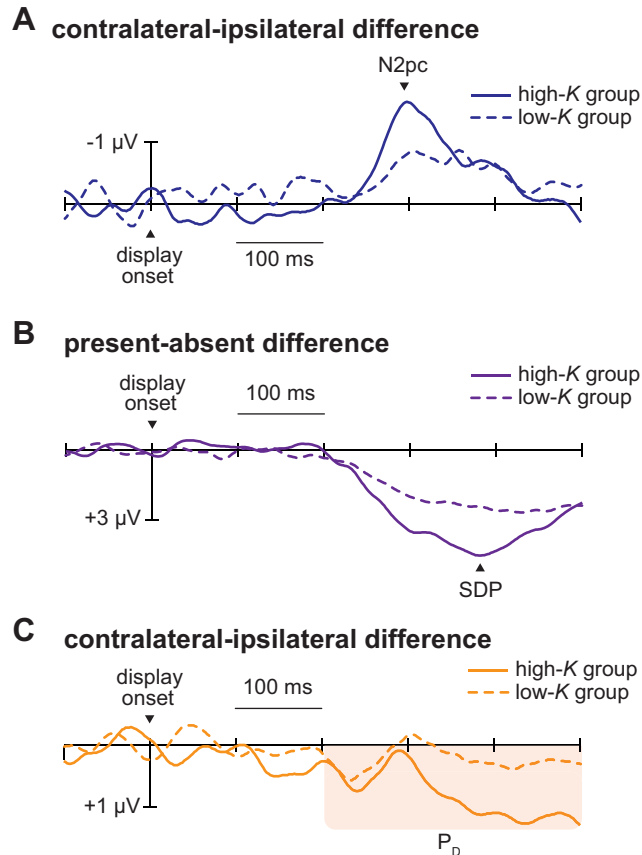 A contralateral-ipsilateral difference
N2pc
high-K group
low-K group
-1 µV
display
onset
100 ms
B present-absent difference
display
onset
100 ms
high-K group
low-K group
+3 µV
SDP
C contralateral-ipsilateral difference
display
onset
100 ms
high-K group
low-K group
+1 µV
P_D